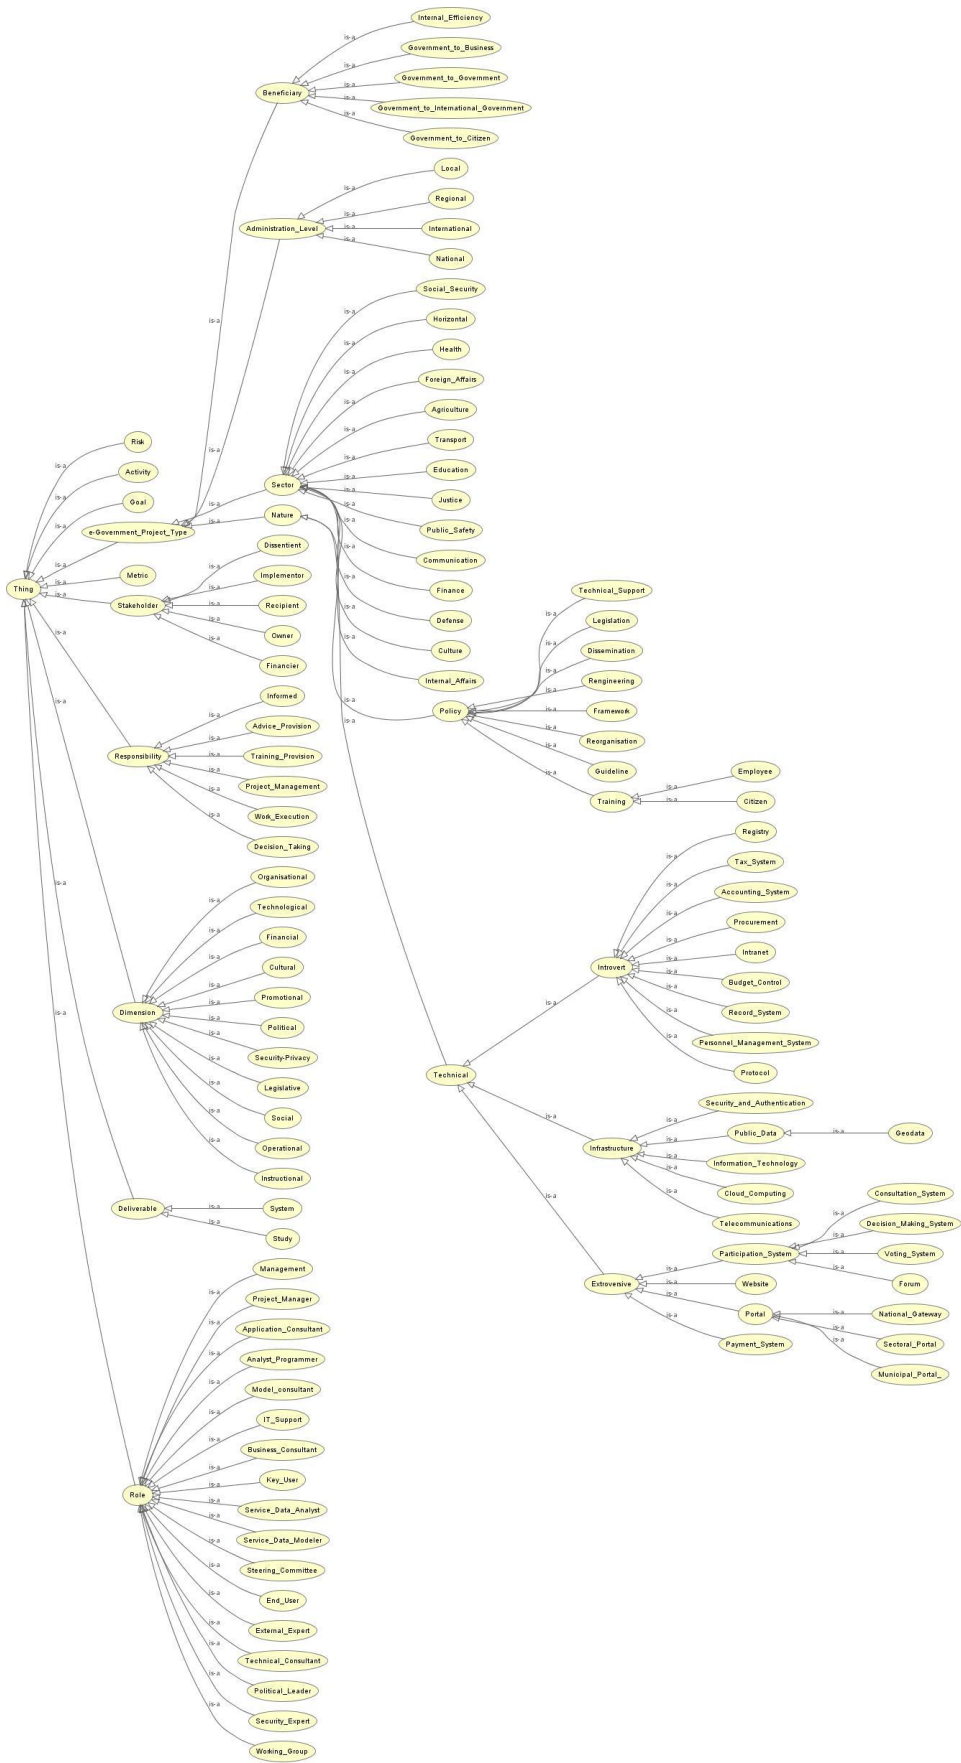 Internal_Efficiency
Government_to_Business
Government_to_Government
Beneficiary
Government_to_International_Government
Government_to_Citizen
Local
Regional
Administration_Level
International
National
Social_Security
Horizontal
Health
Foreign_Affairs
Agriculture
Transport
Risk
Education
Activity
Sector
Justice
Goal
Nature
Public_Safety
e-Government_Project_Type
Dissentient
Communication
Metric
Implementor
Thing
Finance
Technical_Support
Stakeholder
Recipient
Defense
Legislation
Owner
Culture
Dissemination
Financier
Internal_Affairs
Rengineering
Informed
Policy
Framework
Advice_Provision
Reorganisation
Responsibility
Training_Provision
Guideline
Employee
Project_Management
Training
Citizen
Work_Execution
Registry
Decision_Taking
Tax_System
Organisational
Accounting_System
Technological
Procurement
Financial
Intranet
Cultural
Introvert
Budget_Control
Promotional
Record_System
Dimension
Political
Personnel_Management_System
Security-Privacy
Technical
Protocol
Legislative
Security_and_Authentication
Social
Public_Data
Geodata
Operational
Infrastructure
Information_Technology
Instructional
Cloud_Computing
Consultation_System
Deliverable
System
Telecommunications
Decision_Making_System
Study
Participation_System
Voting_System
Management
Extroversive
Website
Forum
Project_Manager
Portal
National_Gateway
Application_Consultant
Payment_System
Sectoral_Portal
Analyst_Programmer
Municipal_Portal_
Model_consultant
IT_Support
Business_Consultant
Key_User
Role
Service_Data_Analyst
Service_Data_Modeler
Steering_Committee
End_User
External_Expert
Technical_Consultant
Political_Leader
Security_Expert
Working_Group
is-a